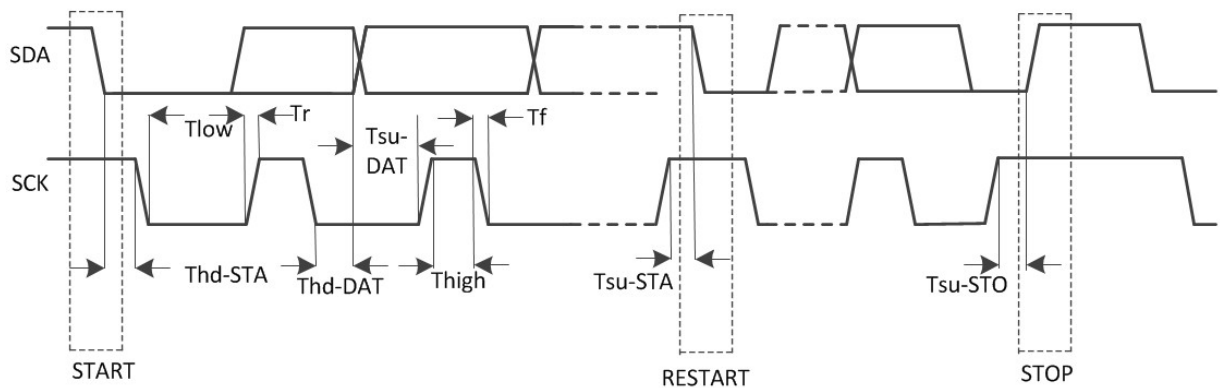 SDA
Tlow
Tr
Tsu-
DAT
Tf
SCK
Thd-STA
Thd-DAT
Thigh
Tsu-STA
Tsu-STO
START
RESTART
STOP